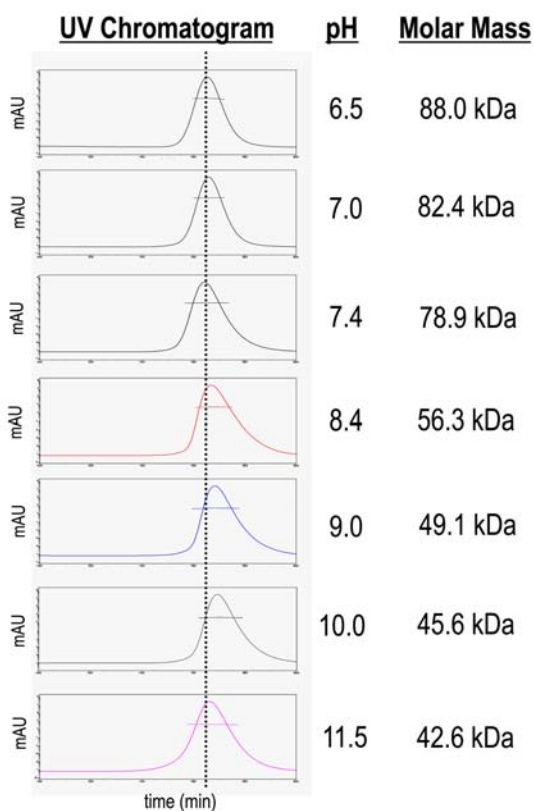 UV Chromatogram pH Molar Mass
mAU 6.5 88.0 kDa
mAU 7.0 82.4 kDa
mAU 7.4 78.9 kDa
mAU 8.4 56.3 kDa
mAU 9.0 49.1 kDa
mAU 10.0 45.6 kDa
mAU 11.5 42.6 kDa
time (min)